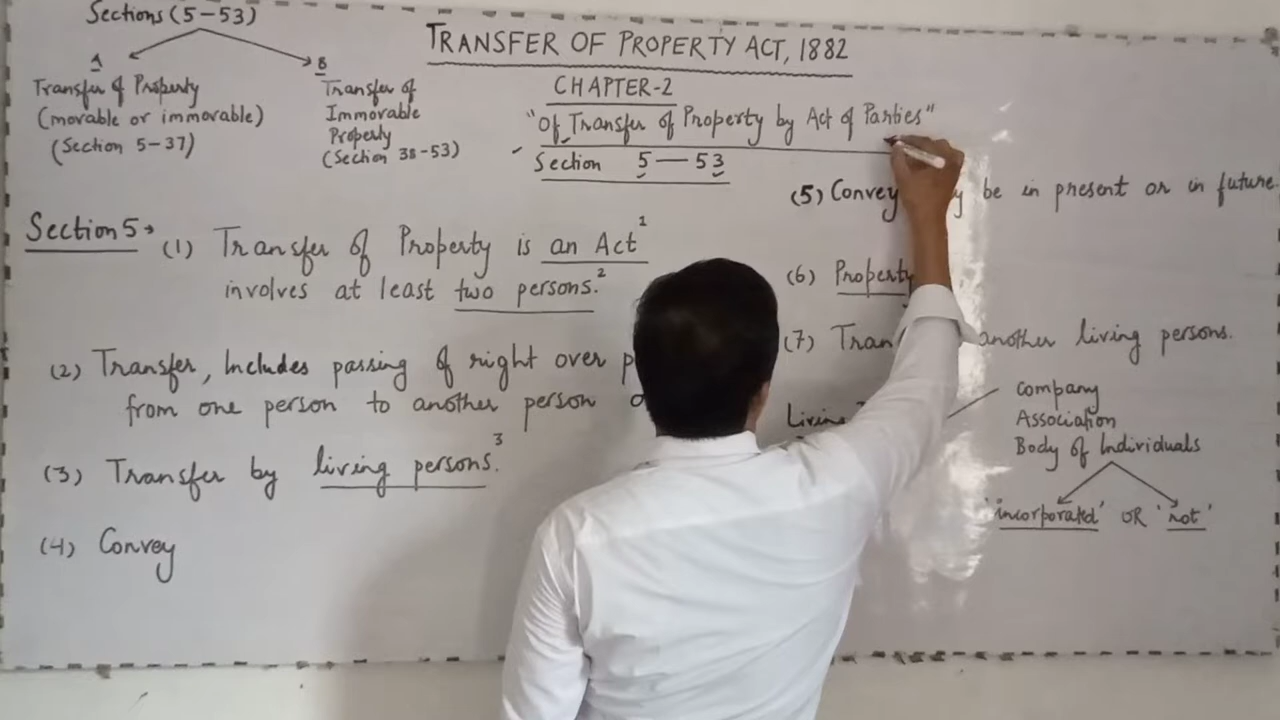 Sections (5-53)
A
Transfer of Property
(movable or immovable)
(Section 5-37)
B
Transfer of
Immovable
Property
(Section 38-53)
TRANSFER OF PROPERTY ACT, 1882
CHAPTER-2
"Of Transfer of Property by Act of Parties"
Section 5 — 53
Section 5
(1) Transfer of Property is an Act 1
involves at least two persons. 2
(2) Transfer, Includes passing of right over
from one person to another person
(3) Transfer by living persons. 3
(4) Convey
(5) Convey be in present or in future
(6) Property
(7) another living persons.
Living
Company
Association
Body of Individuals
'incorporated' OR 'not'